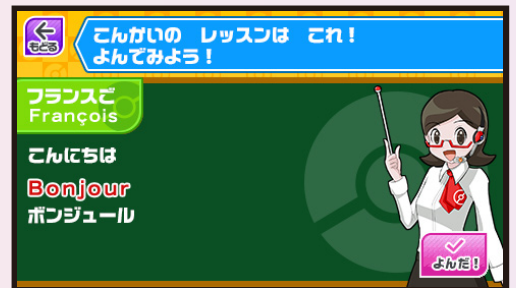 もどる
こんかいの レッスンは これ！
よんでみよう！
フランスご
François
こんにちは
Bonjour
ボンジュール
よんだ！